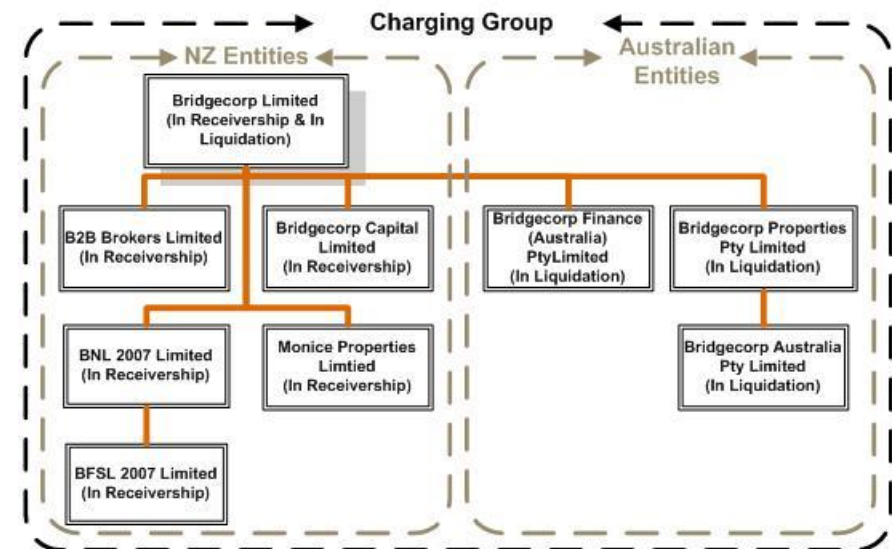 Charging Group
NZ Entities
Australian
Entities
Bridgecorp Limited
(In Receivership & In
Liquidation)
B2B Brokers Limited
(In Receivership)
Bridgecorp Capital
Limited
(In Receivership)
Bridgecorp Finance
(Australia)
PtyLimited
(In Liquidation)
Bridgecorp Properties
Pty Limited
(In Liquidation)
BNL 2007 Limited
(In Receivership)
Monice Properties
Limtied
(In Receivership)
Bridgecorp Australia
Pty Limited
(In Liquidation)
BFSL 2007 Limited
(In Receivership)